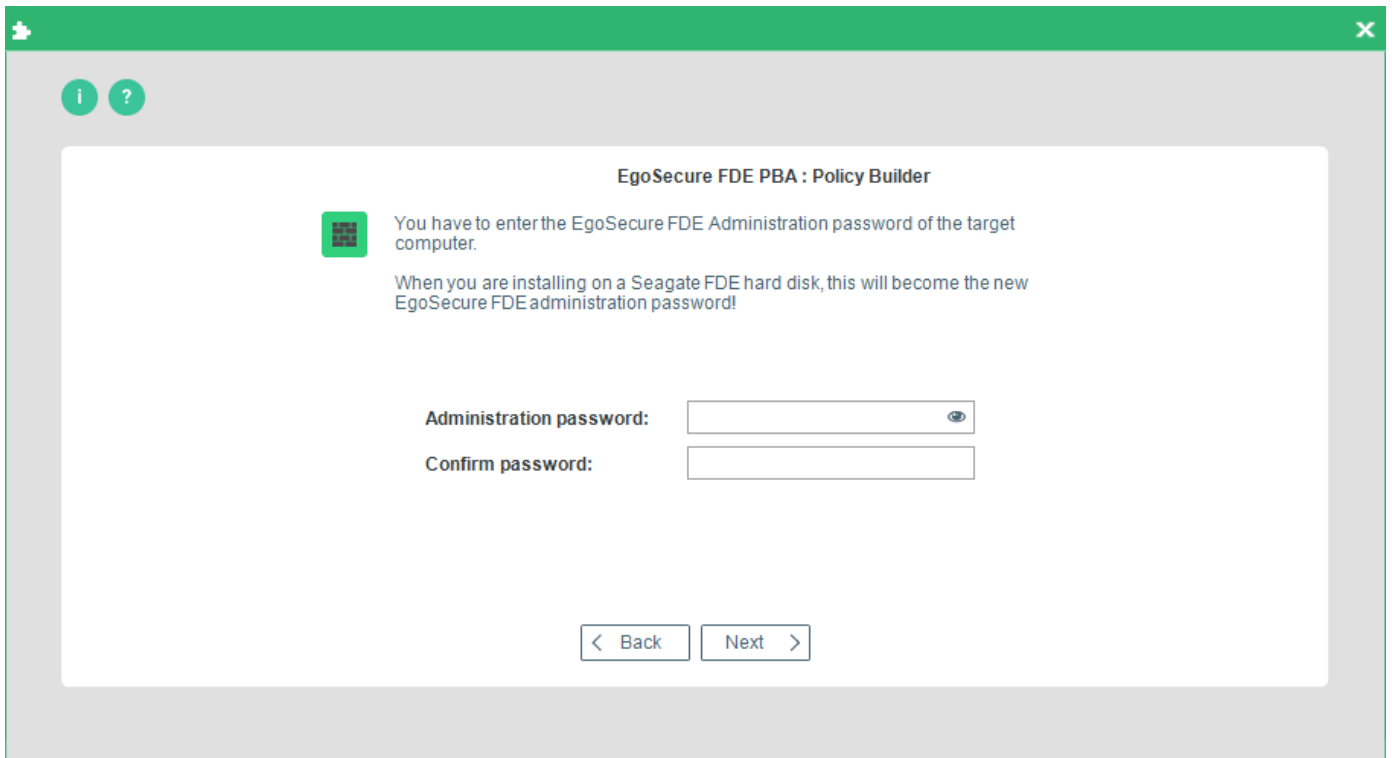 i ?
EgoSecure FDE PBA : Policy Builder
You have to enter the EgoSecure FDE Administration password of the target
computer.
When you are installing on a Seagate FDE hard disk, this will become the new
EgoSecure FDE administration password!
Administration password:
Confirm password:
Back Next